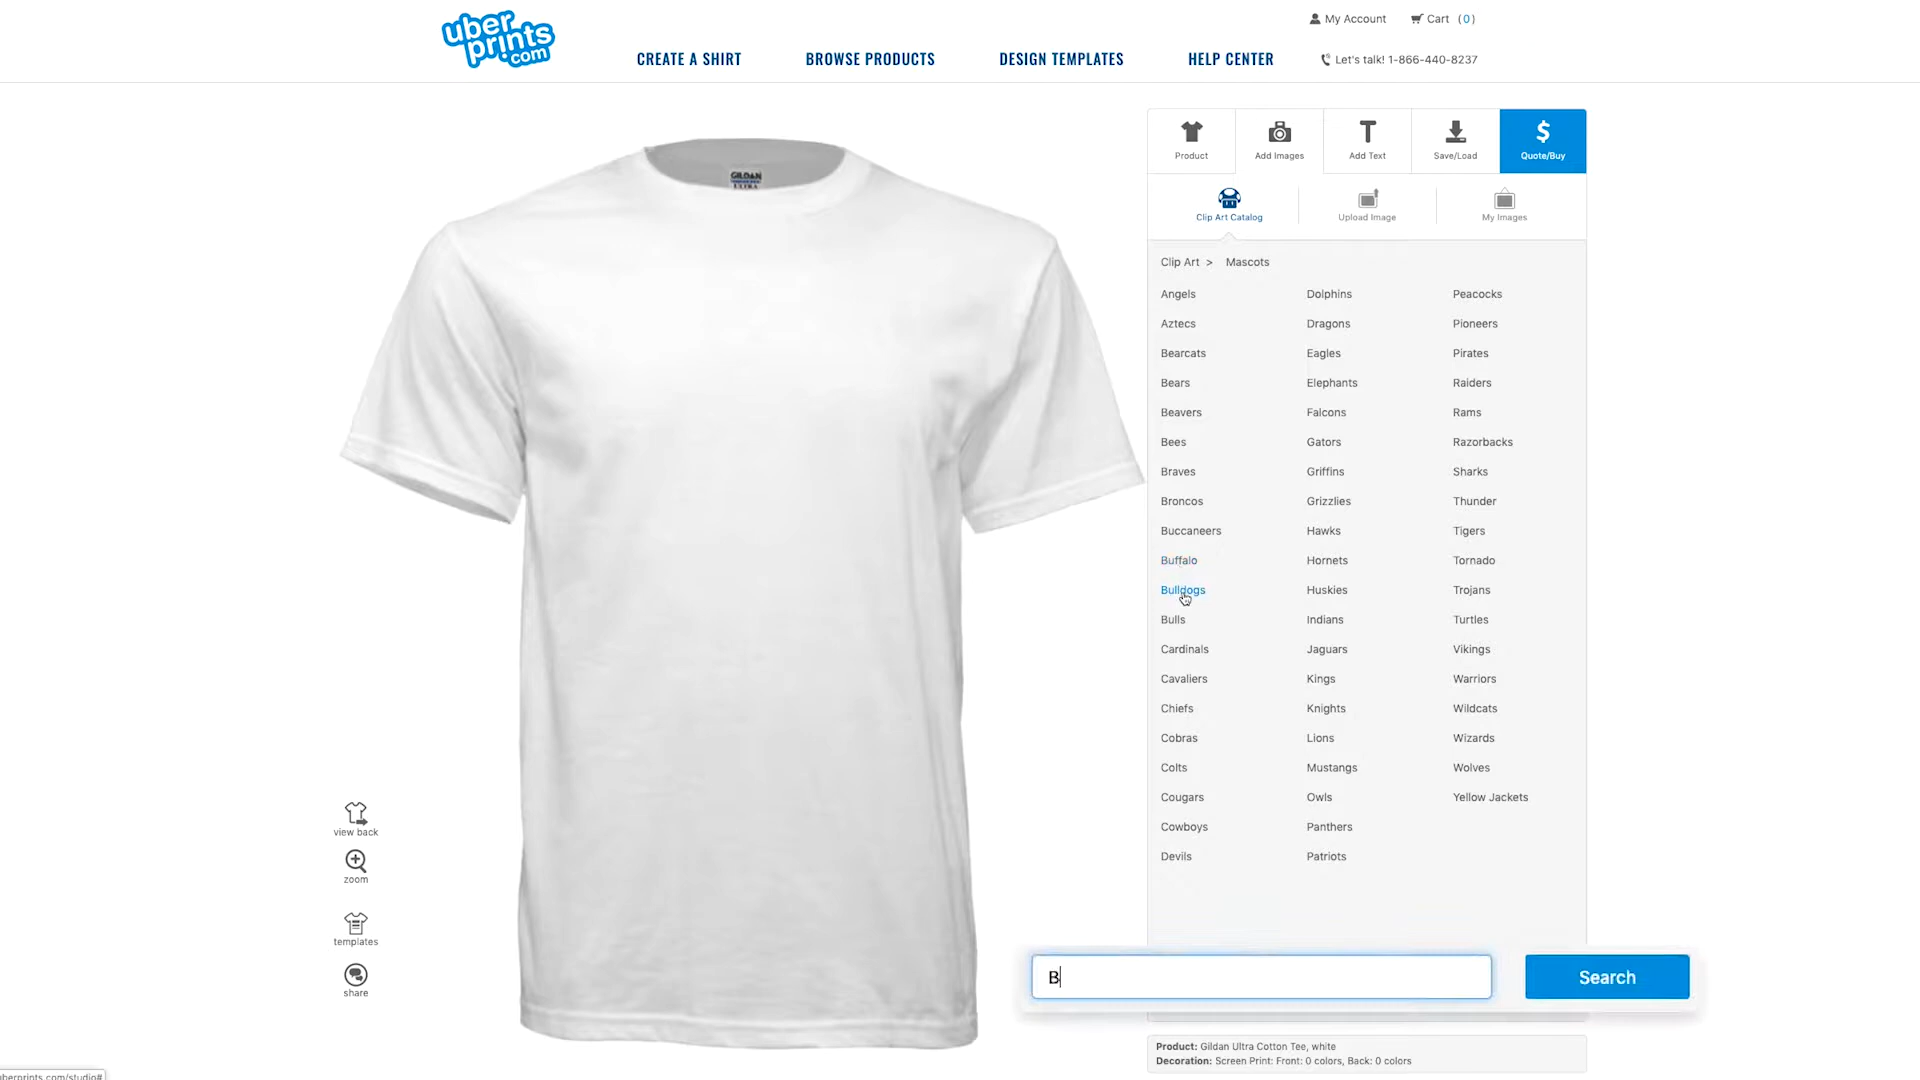 uber
prints
.com
CREATE A SHIRT
BROWSE PRODUCTS
DESIGN TEMPLATES
HELP CENTER
My Account
Cart (0)
Let's talk! 1-866-440-8237
GILDAN
ULTRA
Product
Add Images
Add Text
Save/Load
$
Quote/Buy
Clip Art Catalog
Upload Image
My Images
Clip Art > Mascots
Angels
Aztecs
Bearcats
Bears
Beavers
Bees
Braves
Broncos
Buccaneers
Buffalo
Bulldogs
Bulls
Cardinals
Cavaliers
Chiefs
Cobras
Colts
Cougars
Cowboys
Devils
Dolphins
Dragons
Eagles
Elephants
Falcons
Gators
Griffins
Grizzlies
Hawks
Hornets
Huskies
Indians
Jaguars
Kings
Knights
Lions
Mustangs
Owls
Panthers
Patriots
Peacocks
Pioneers
Pirates
Raiders
Rams
Razorbacks
Sharks
Thunder
Tigers
Tornado
Trojans
Turtles
Vikings
Warriors
Wildcats
Wizards
Wolves
Yellow Jackets
view back
zoom
templates
share
B
Search
Product: Gildan Ultra Cotton Tee, white
Decoration: Screen Print: Front: 0 colors, Back: 0 colors
uberprints.com/studio#